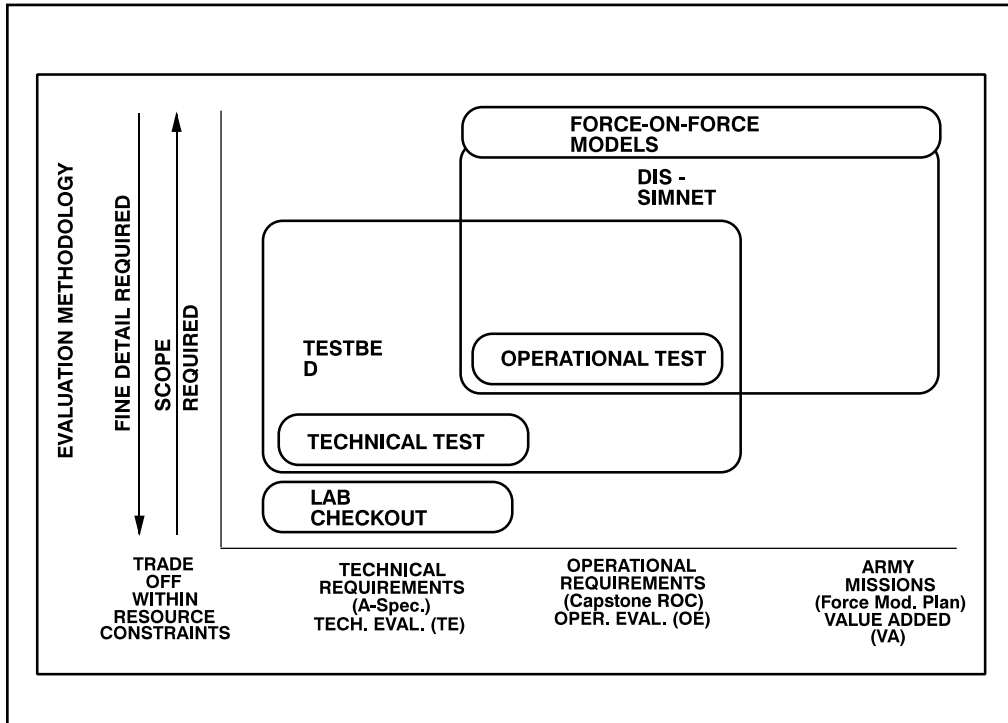 EVALUATION METHODOLOGY
FINE DETAIL REQUIRED
SCOPE
REQUIRED
FORCE-ON-FORCE
MODELS
DIS -
SIMNET
TESTBE
D
OPERATIONAL TEST
TECHNICAL TEST
LAB
CHECKOUT
TRADE
OFF
WITHIN
RESOURCE
CONSTRAINTS
TECHNICAL
REQUIREMENTS
(A-Spec.)
TECH. EVAL. (TE)
OPERATIONAL
REQUIREMENTS
(Capstone ROC)
OPER. EVAL. (OE)
ARMY
MISSIONS
(Force Mod. Plan)
VALUE ADDED
(VA)